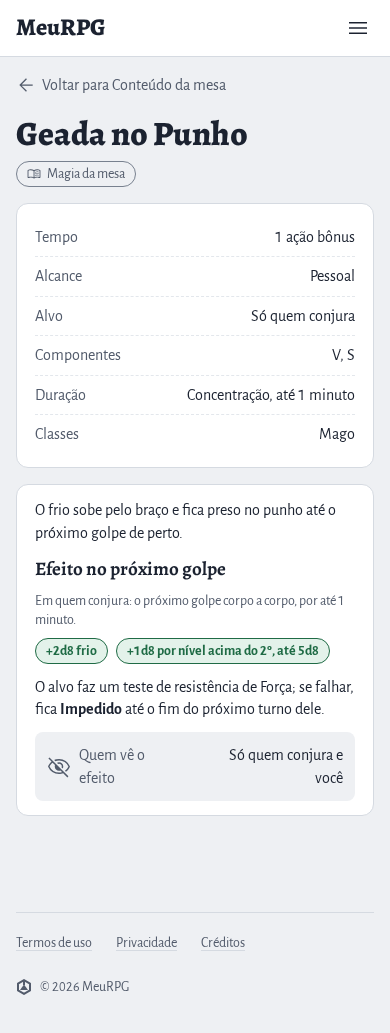 MeuRPG
Voltar para Conteúdo da mesa
Geada no Punho
Magia da mesa
Tempo 1 ação bônus
Alcance Pessoal
Alvo Só quem conjura
Componentes V, S
Duração Concentração, até 1 minuto
Classes Mago
O frio sobe pelo braço e fica preso no punho até o
próximo golpe de perto.
Efeito no próximo golpe
Em quem conjura: o próximo golpe corpo a corpo, por até 1
minuto.
+2d8 frio +1d8 por nível acima do 2º, até 5d8
O alvo faz um teste de resistência de Força; se falhar,
fica Impedido até o fim do próximo turno dele.
Quem vê o efeito
Só quem conjura e você
Termos de uso Privacidade Créditos
© 2026 MeuRPG